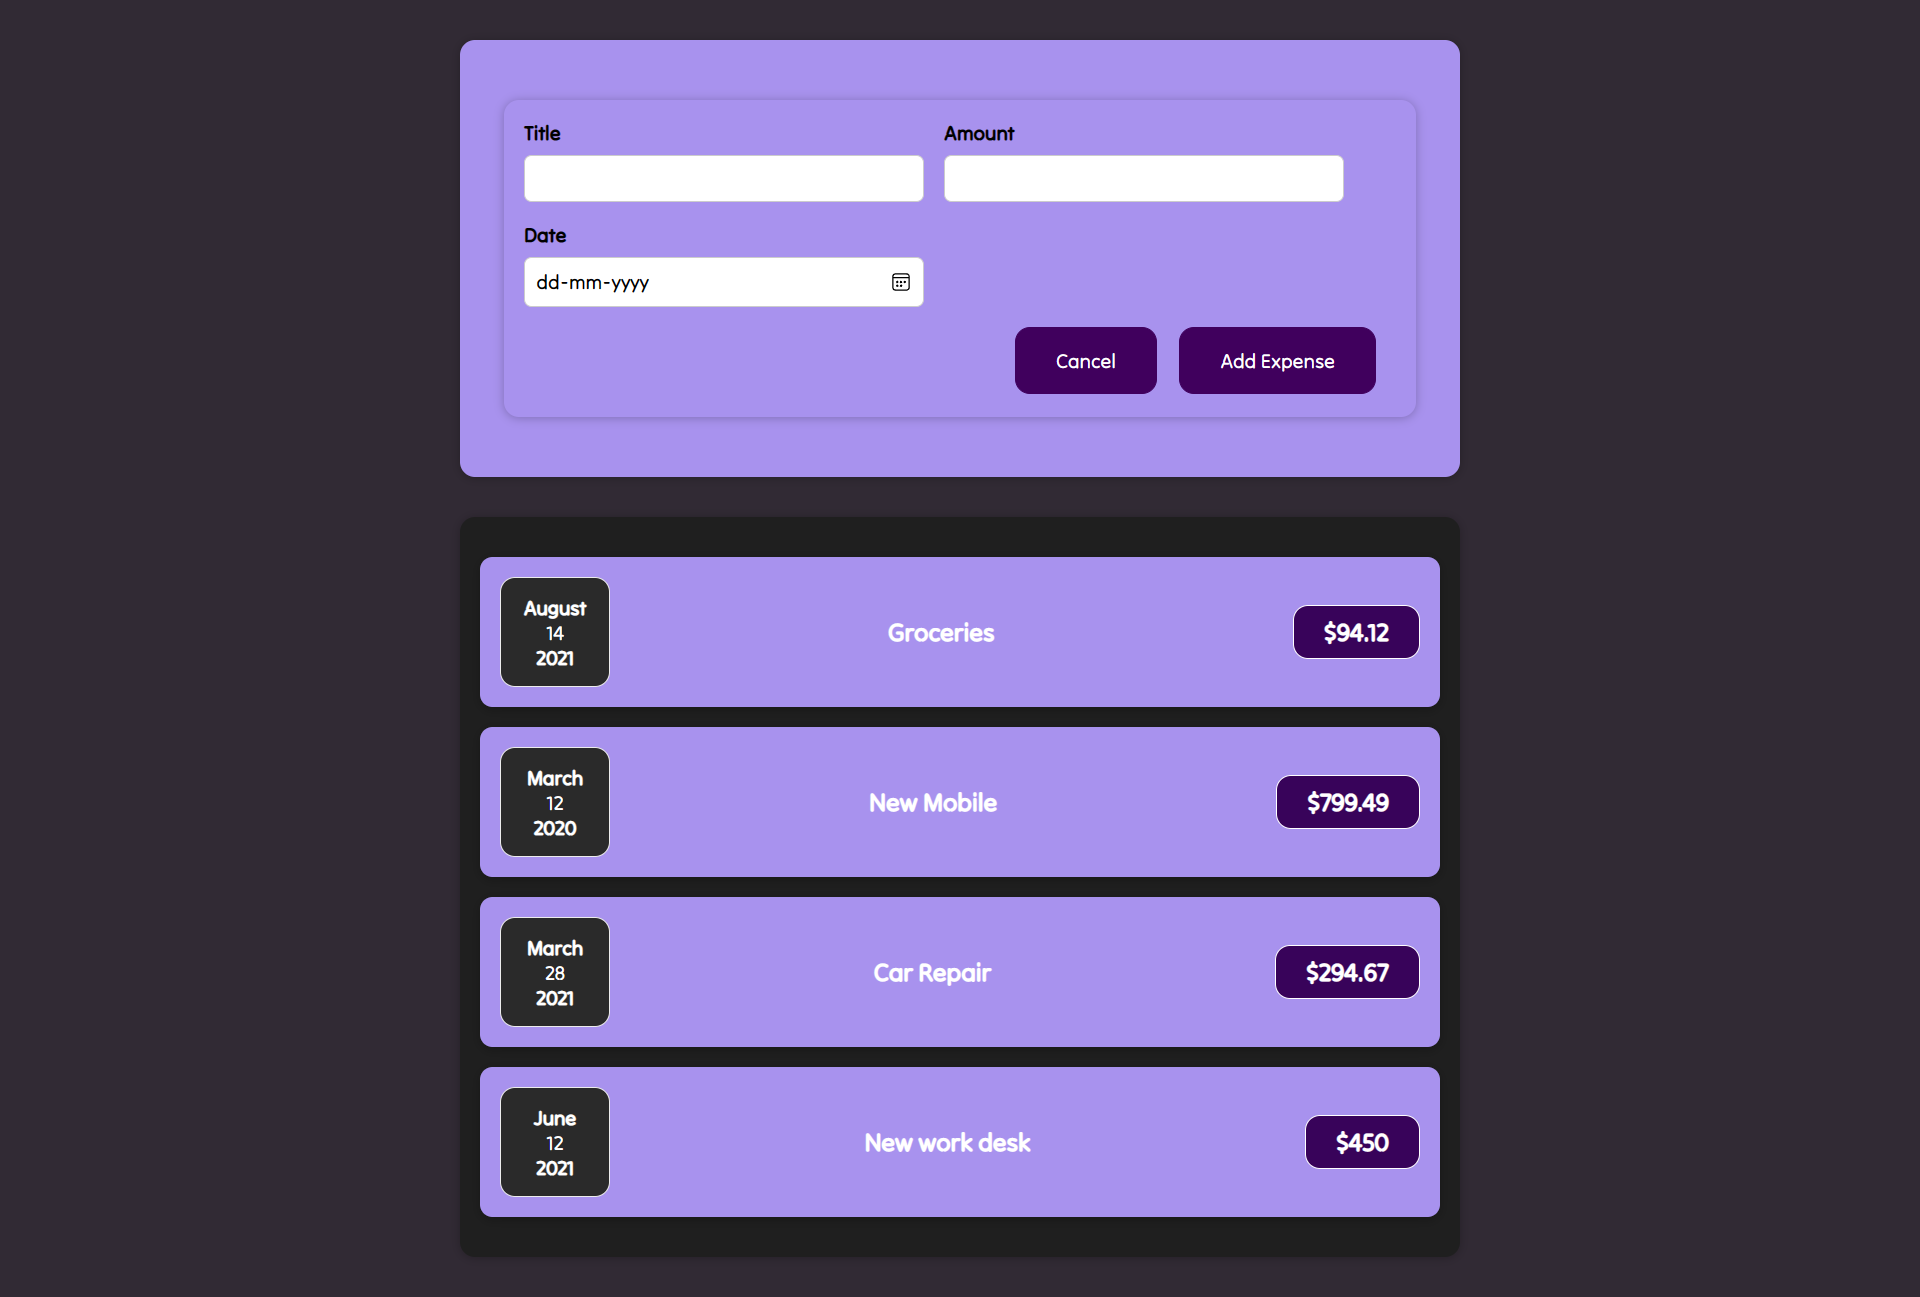 Title
Amount
Date
dd-mm-yyyy
Cancel
Add Expense
August
14
2021
Groceries
$94.12
March
12
2020
New Mobile
$799.49
March
28
2021
Car Repair
$294.67
June
12
2021
New work desk
$450